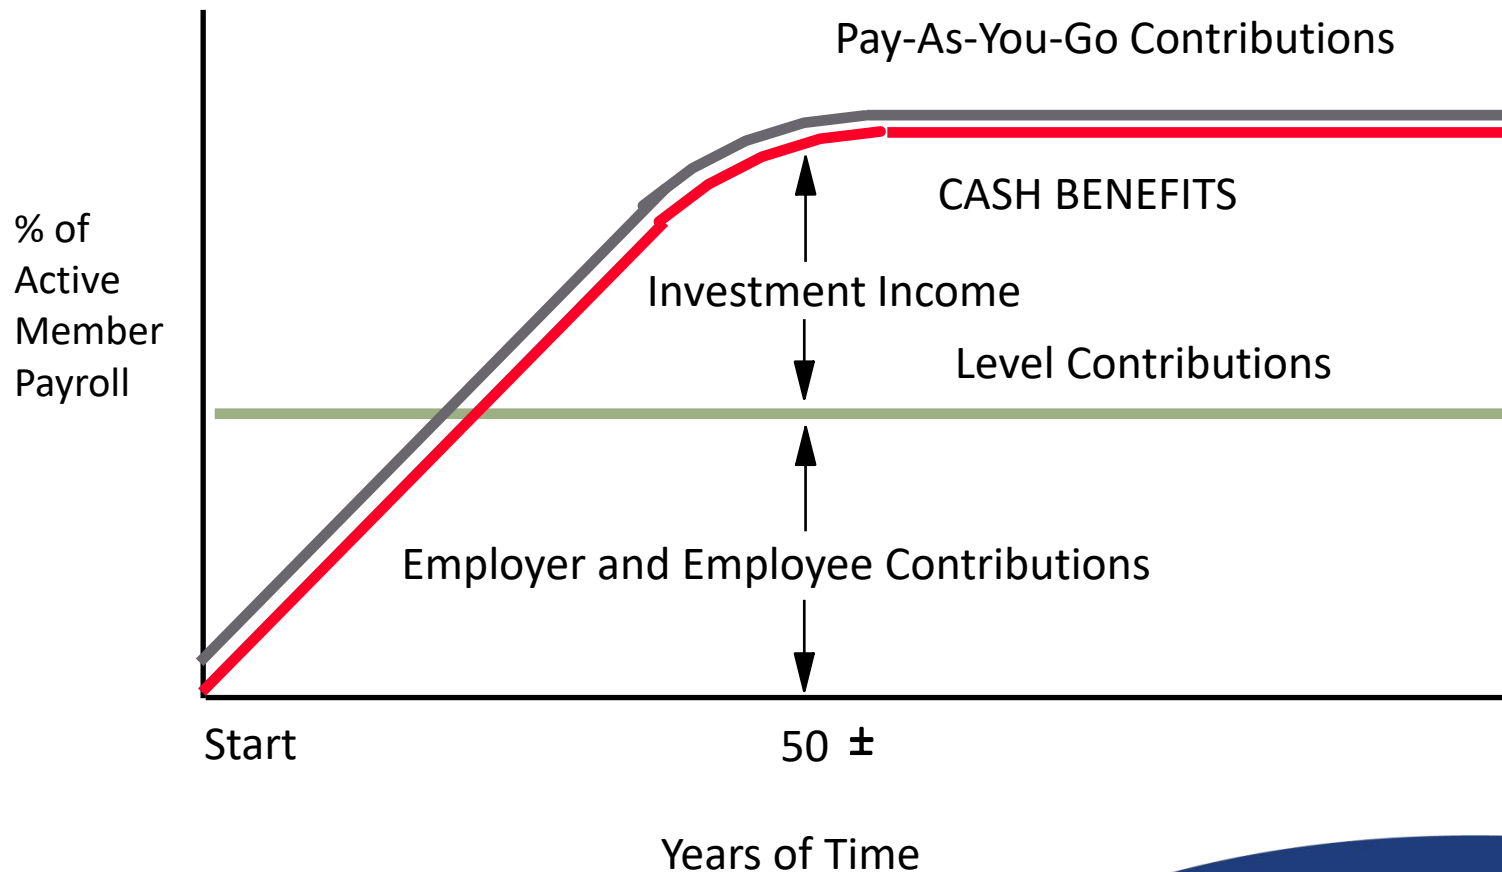 Pay-As-You-Go Contributions
CASH BENEFITS
% of
Active
Member
Payroll
Investment Income
Level Contributions
Employer and Employee Contributions
Start
50 ±
Years of Time